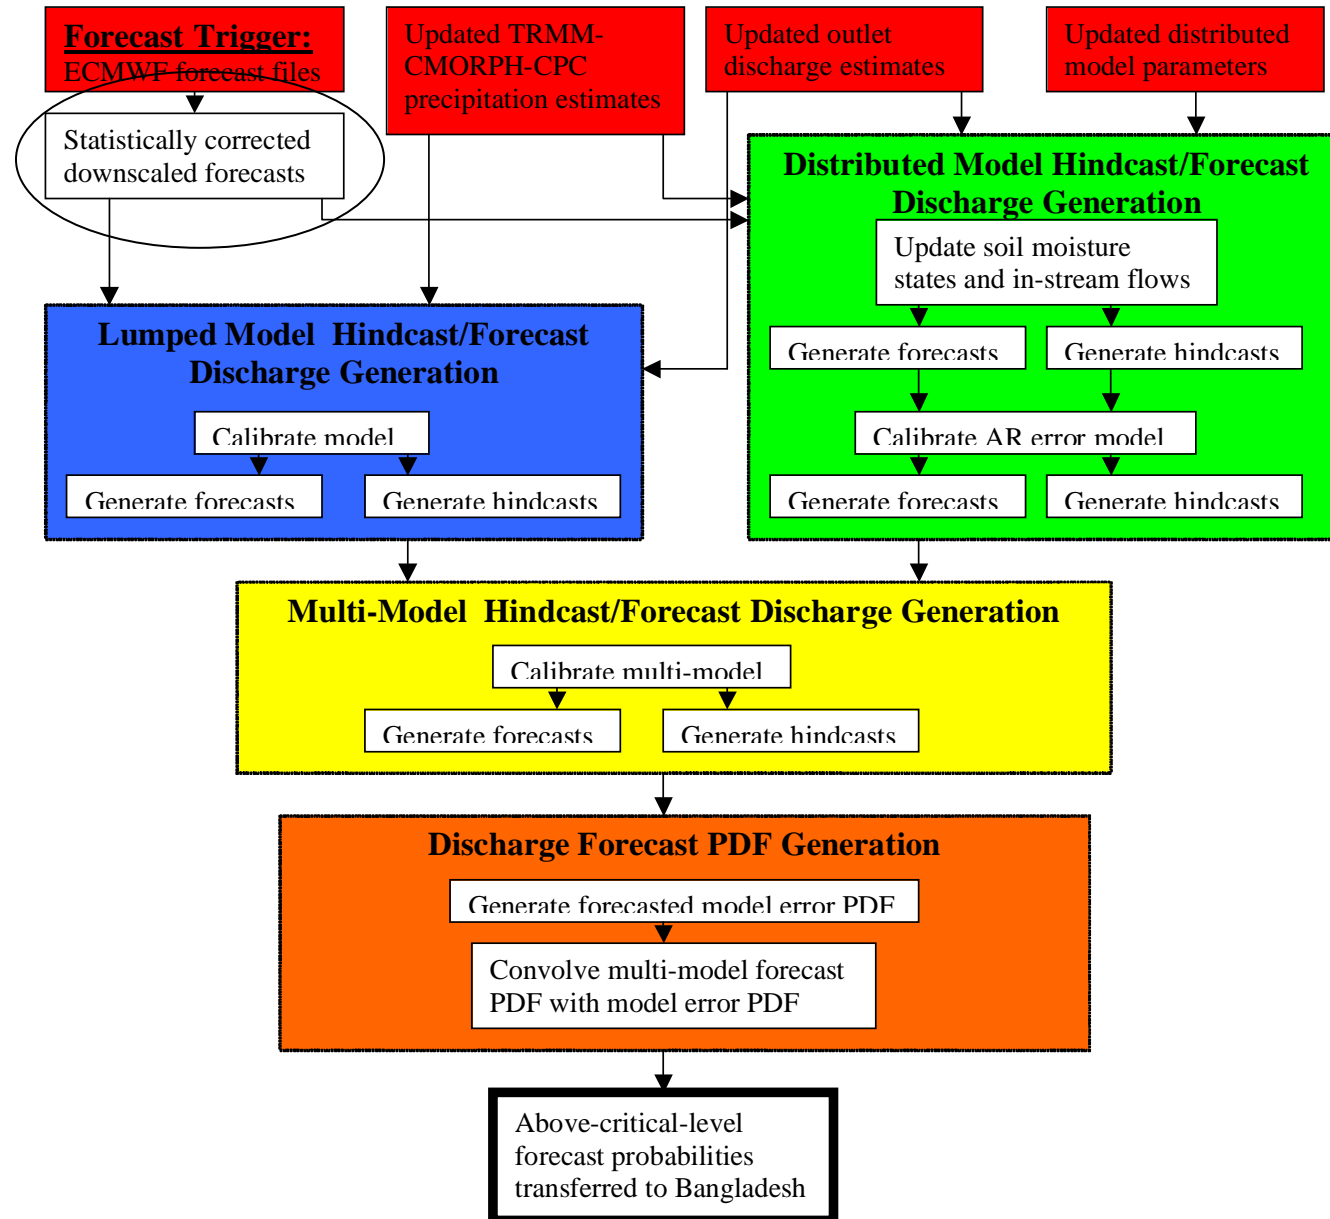 Forecast Trigger:
ECMWF forecast files
Updated TRMM-
CMORPH-CPC
precipitation estimates
Updated outlet
discharge estimates
Updated distributed
model parameters
Statistically corrected
downscaled forecasts
Distributed Model Hindcast/Forecast
Discharge Generation
Update soil moisture
states and in-stream flows
Generate forecasts
Generate hindcasts
Calibrate AR error model
Generate forecasts
Generate hindcasts
Lumped Model Hindcast/Forecast
Discharge Generation
Calibrate model
Generate forecasts
Generate hindcasts
Multi-Model Hindcast/Forecast Discharge Generation
Calibrate multi-model
Generate forecasts
Generate hindcasts
Discharge Forecast PDF Generation
Generate forecasted model error PDF
Convolve multi-model forecast
PDF with model error PDF
Above-critical-level
forecast probabilities
transferred to Bangladesh